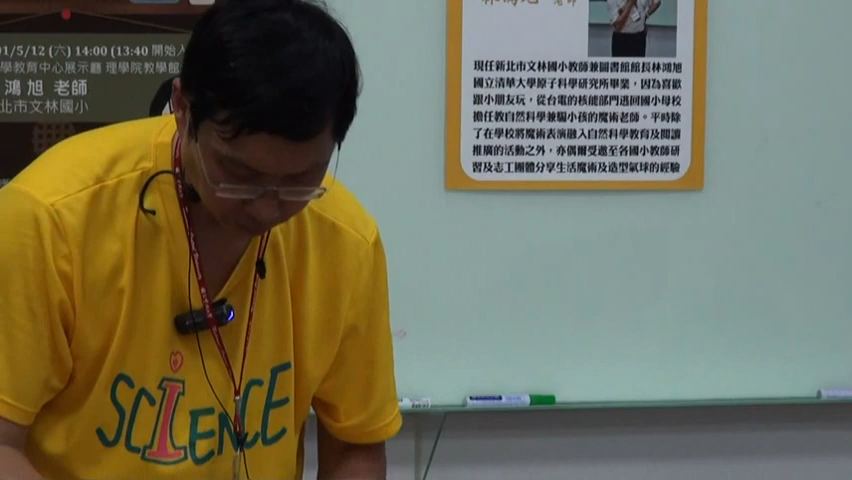 01/5/12 (六) 14:00 (13:40 開始入
學教育中心展示廳 理學院教學
鴻旭 老師
北市文林國小
現任新北市文林國小教師兼圖書館館長林鴻旭
國立清華大學原子科學研究所畢業，因為喜歡
跟小朋友玩，從台電的核能部門逃回國小母校
擔任教自然科學兼騙小孩的魔術老師。平時除
了在學校將魔術表演融入自然科學教育及閱讀
推廣的活動之外，亦偶爾受邀至各國小教師研
習及志工團體分享生活魔術及造型氣球的經驗
SCIENCE